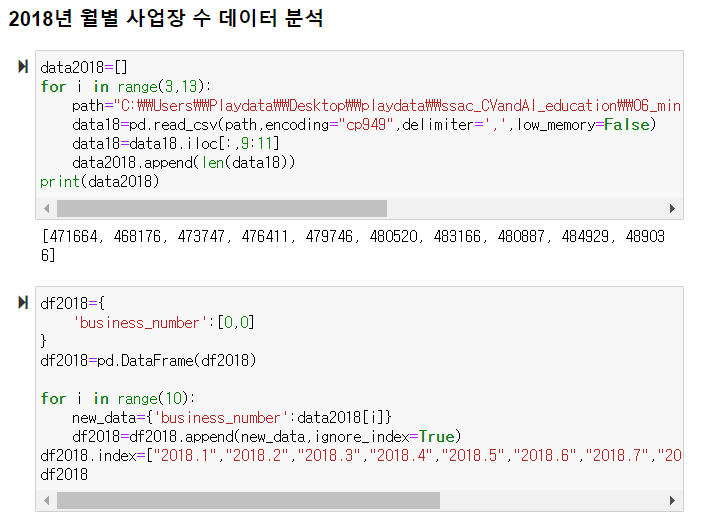 2018년 월별 사업장 수 데이터 분석
data2018=[]
for i in range(3,13):
path="C:₩₩Users₩₩Playdata₩₩Desktop₩₩playdata₩₩ssac_CVandAI_education₩₩06_min
data18=pd.read_csv(path,encoding="cp949",delimiter=',',low_memory=False)
data18=data18.iloc[:,9:11]
data2018.append(len(data18))
print(data2018)
[471664, 468176, 473747, 476411, 479746, 480520, 483166, 480887, 484929, 48903
6]
df2018={
'business_number':[0,0]
}
df2018=pd.DataFrame(df2018)
for i in range(10):
new_data={'business_number':data2018[i]}
df2018=df2018.append(new_data,ignore_index=True)
df2018.index=["2018.1","2018.2","2018.3","2018.4","2018.5","2018.6","2018.7","20
df2018